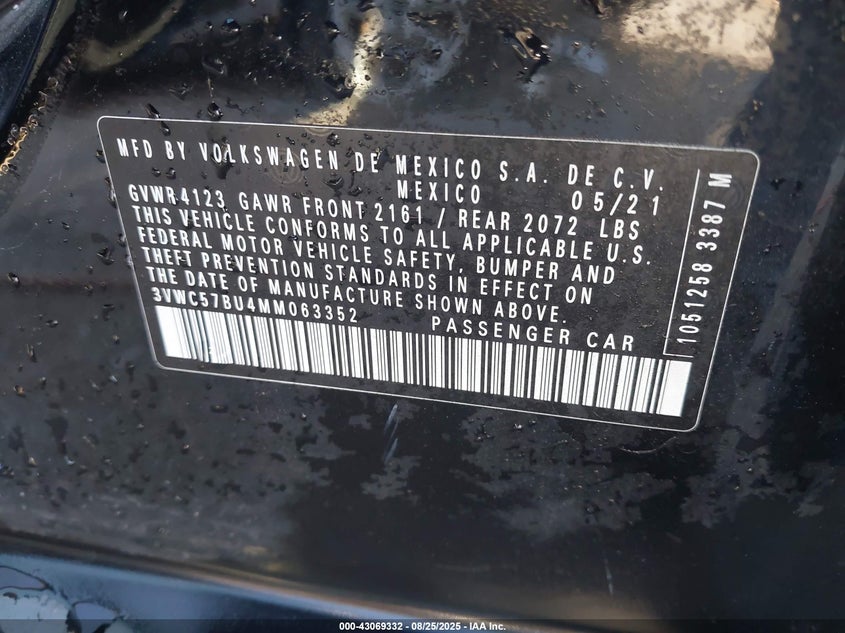 MFD BY VOLKSWAGEN DE MEXICO S.A. DE C.V.
MEXICO 05/21
GVWR4123 GAWR FRONT 2161 / REAR 2072 LBS
THIS VEHICLE CONFORMS TO ALL APPLICABLE U.S.
FEDERAL MOTOR VEHICLE SAFETY, BUMPER AND
THEFT PREVENTION STANDARDS IN EFFECT ON
THE DATE OF MANUFACTURE SHOWN ABOVE.
3VWC57BU4MM063352 PASSENGER CAR
1051258 3387 M
000-43069332 - 08/25/2025 - IAA Inc.